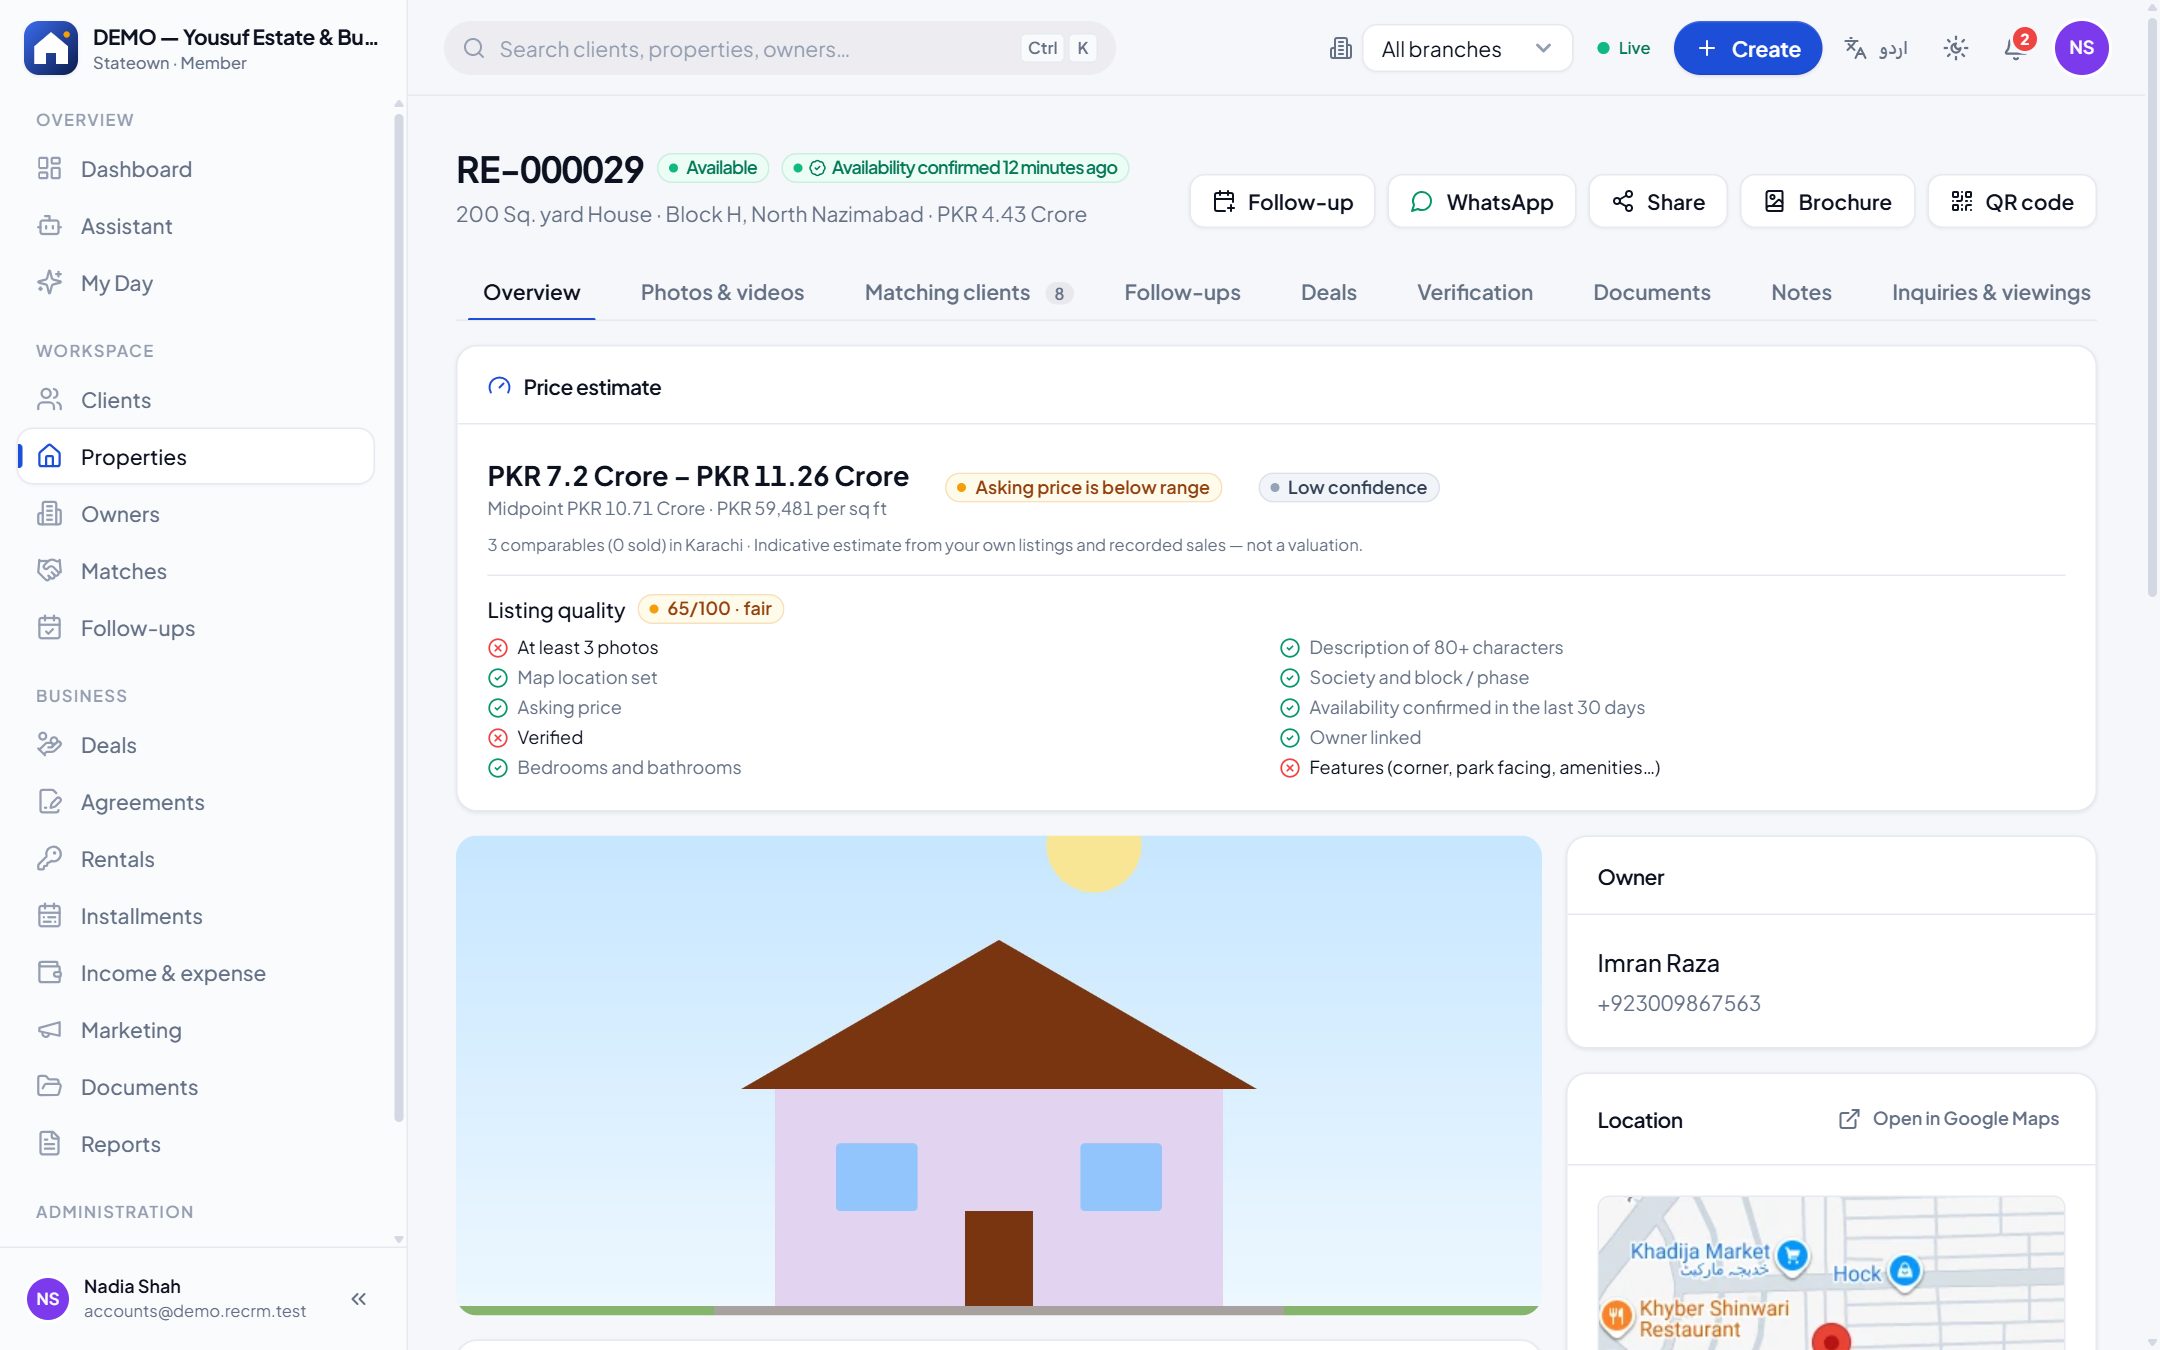 DEMO — Yousuf Estate & Bu...
Stateown · Member
Search clients, properties, owners...
Ctrl K
All branches
Live
Create
اردو
2
NS
OVERVIEW
Dashboard
Assistant
My Day
WORKSPACE
Clients
Properties
Owners
Matches
Follow-ups
BUSINESS
Deals
Agreements
Rentals
Installments
Income & expense
Marketing
Documents
Reports
ADMINISTRATION
NS
Nadia Shah
accounts@demo.recrm.test
RE-000029
Available
Availability confirmed 12 minutes ago
200 Sq. yard House · Block H, North Nazimabad · PKR 4.43 Crore
Follow-up
WhatsApp
Share
Brochure
QR code
Overview
Photos & videos
Matching clients 8
Follow-ups
Deals
Verification
Documents
Notes
Inquiries & viewings
Price estimate
PKR 7.2 Crore – PKR 11.26 Crore
Asking price is below range
Low confidence
Midpoint PKR 10.71 Crore · PKR 59,481 per sq ft
3 comparables (0 sold) in Karachi · Indicative estimate from your own listings and recorded sales — not a valuation.
Listing quality
65/100 · fair
At least 3 photos
Description of 80+ characters
Map location set
Society and block / phase
Asking price
Availability confirmed in the last 30 days
Verified
Owner linked
Bedrooms and bathrooms
Features (corner, park facing, amenities...)
Owner
Imran Raza
+923009867563
Location
Open in Google Maps
Khadija Market
خدیجہ مارکیٹ
Hock
Khyber Shinwari
Restaurant